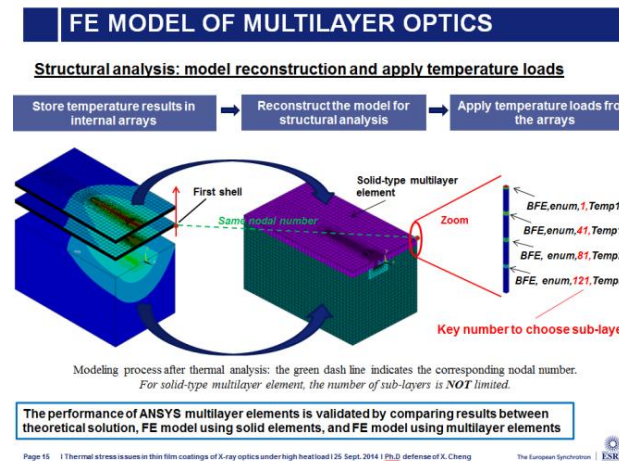 FE MODEL OF MULTILAYER OPTICS
Structural analysis: model reconstruction and apply temperature loads
Store temperature results in
internal arrays
Reconstruct the model for
structural analysis
Apply temperature loads fro
the arrays
First shell
Same nodal number
Solid-type multilayer
element
Zoom
BFE,enum,1,Temp1
BFE,enum,41,Temp
BFE, enum,81,Temp
BFE, enum,121,Temp
Key number to choose sub-laye
Modeling process after thermal analysis: the green dash line indicates the corresponding nodal number.
For solid-type multilayer element, the number of sub-layers is NOT limited.
The performance of ANSYS multilayer elements is validated by comparing results between
theoretical solution, FE model using solid elements, and FE model using multilayer elements
Page 15 l Thermal stress issues in thin film coatings of X-ray optics under high heat load l 25 Sept. 2014 l Ph.D defense of X. Cheng
The European Synchrotron ESR